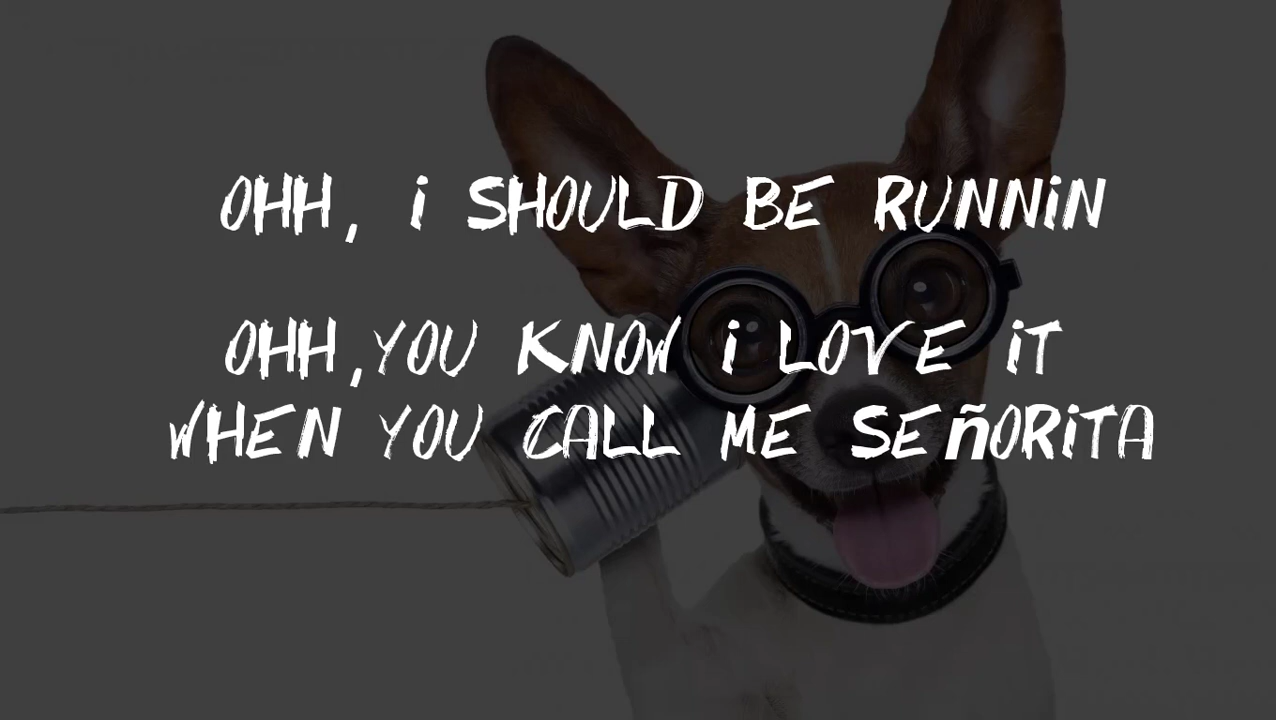 OHH, i SHOULD BE RUNNiN
OHH,YOU KNOW i LOVE iT
WHEN YOU CALL ME SEñORiTA